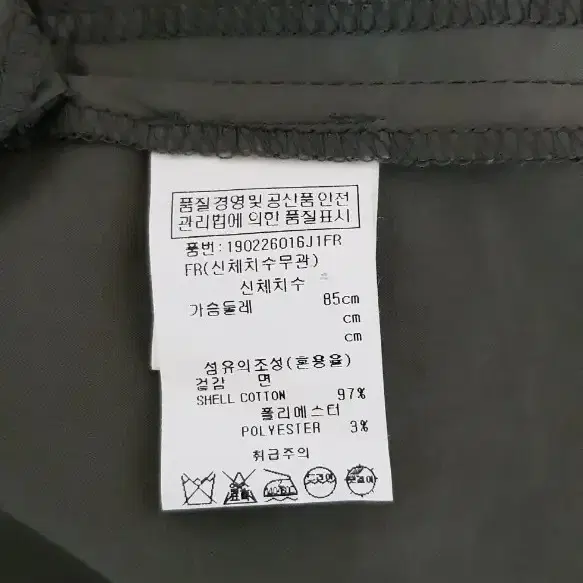 품질경영및공산품안전
관리법에의한품질표시
품번:190226016J1FR
FR(신체치수무관)
신체치수
가슴둘레 85cm
cm
cm
섬유의조성(혼용율)
겉감 면
SHELL COTTON 97%
폴리에스터
POLYESTER 3%
취급주의
드라이